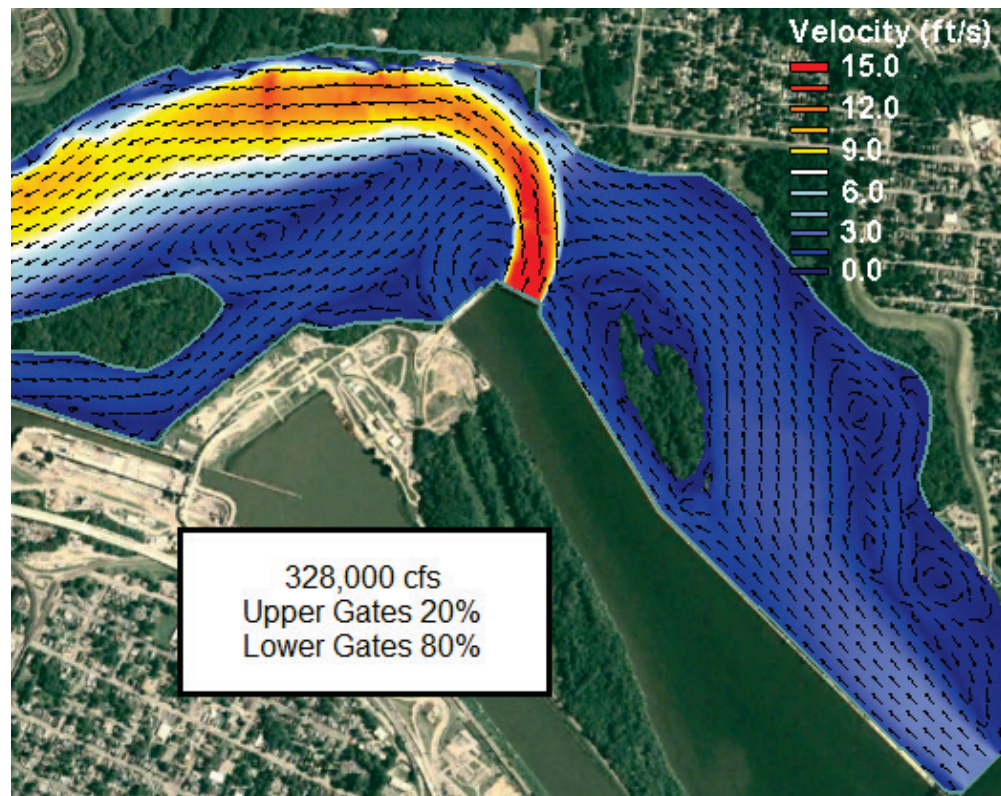 Velocity (ft/s)
15.0
12.0
9.0
6.0
3.0
0.0
328,000 cfs
Upper Gates 20%
Lower Gates 80%